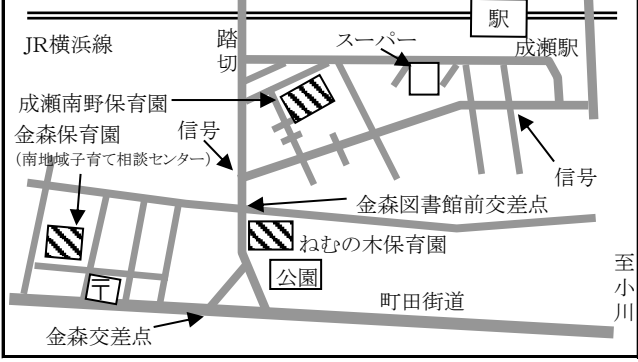 駅
JR横浜線
踏切
スーパー
成瀬駅
成瀬南野保育園
金森保育園
(南地域子育て相談センター)
信号
信号
金森図書館前交差点
ねむの木保育園
公園
〒
町田街道
至小川
金森交差点